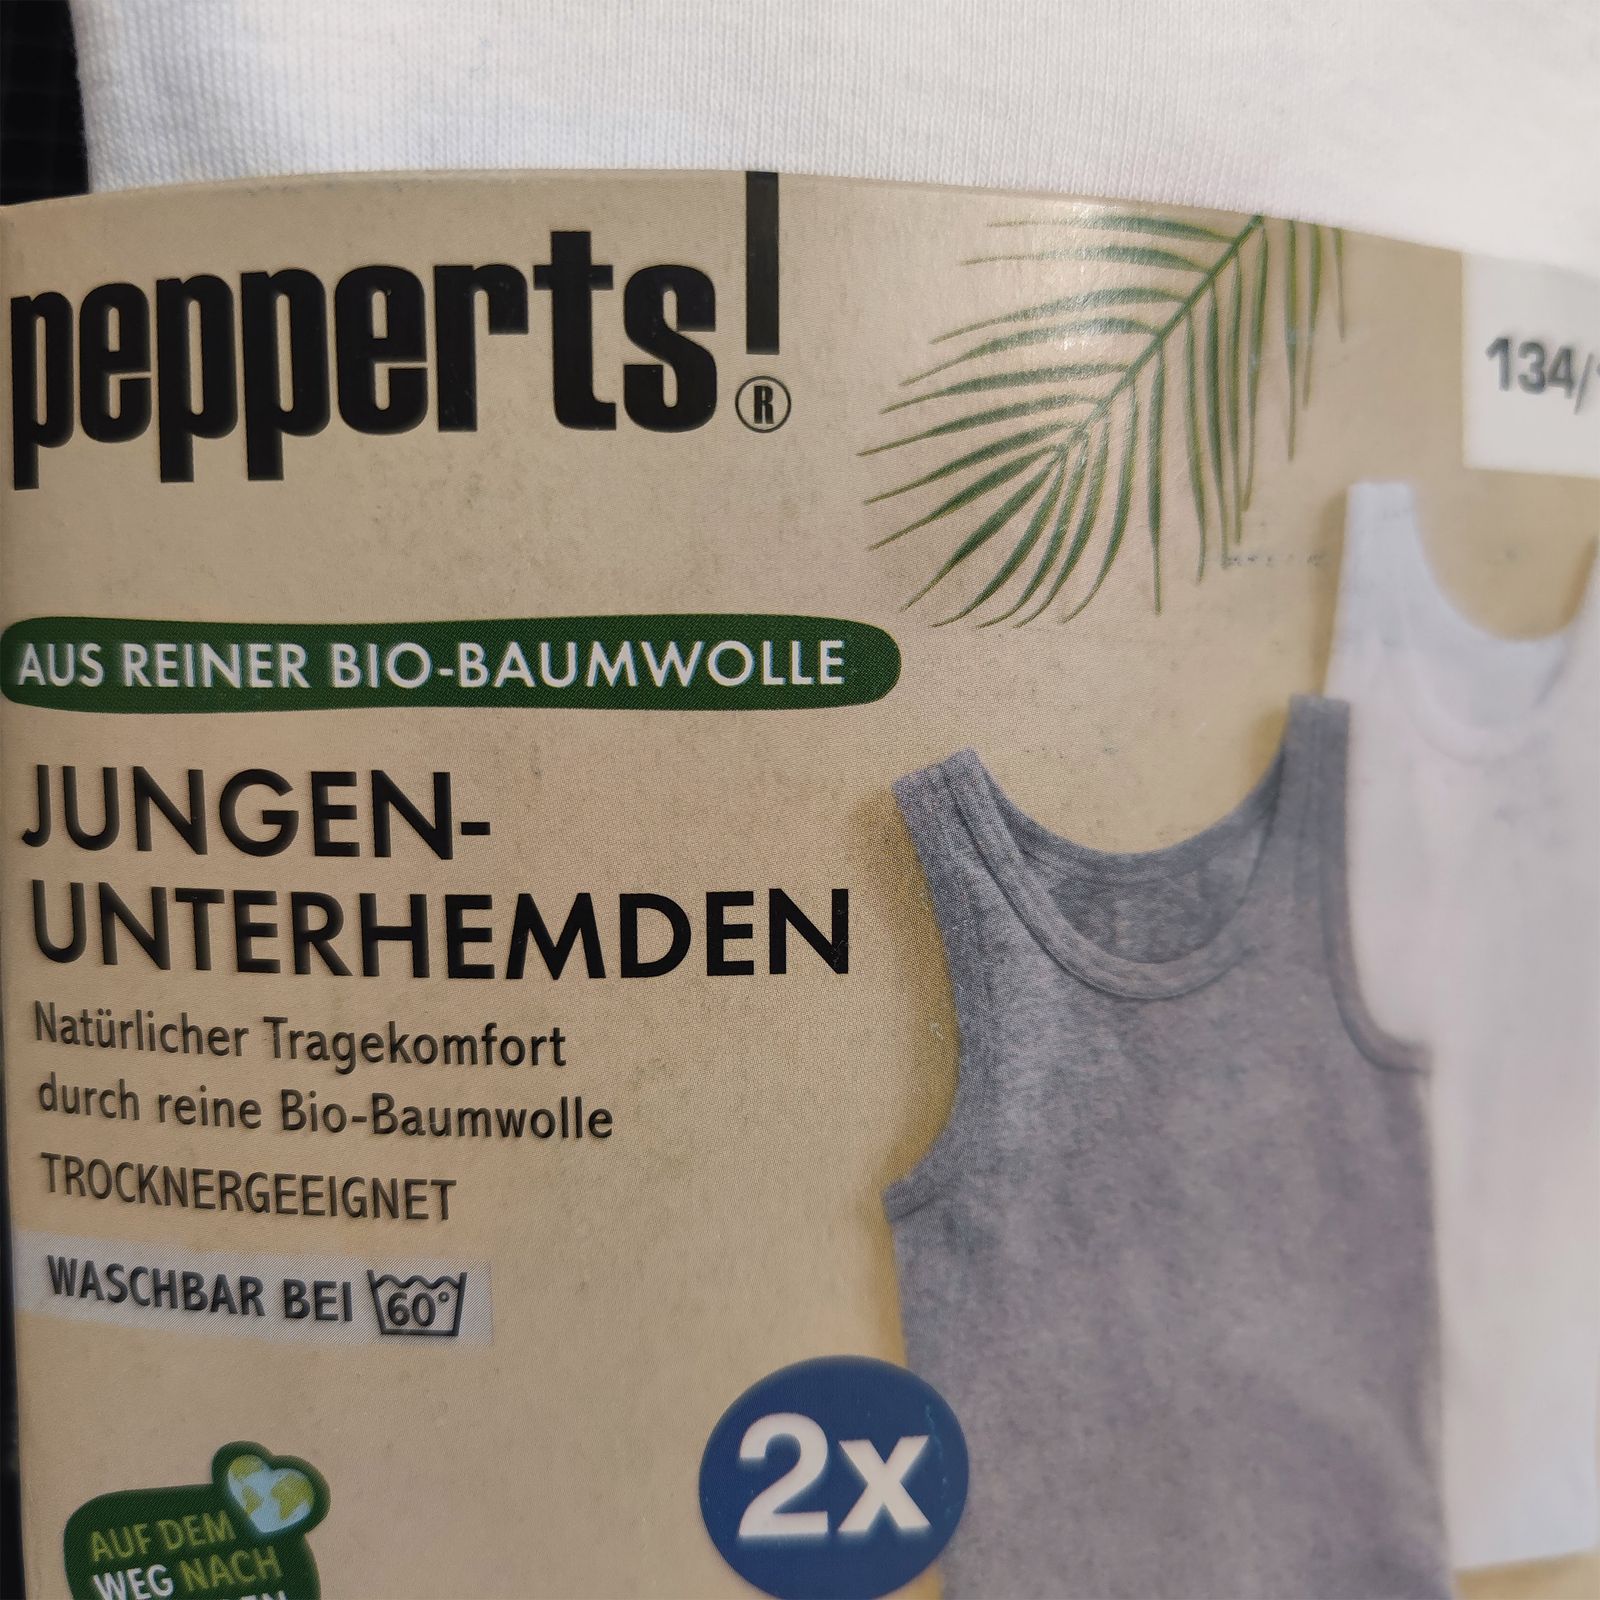 pepperts!®
134/
AUS REINER BIO-BAUMWOLLE
JUNGEN-
UNTERHEMDEN
Natürlicher Tragekomfort
durch reine Bio-Baumwolle
TROCKNERGEEIGNET
WASCHBAR BEI 60°
2x
AUF DEM
WEG NACH